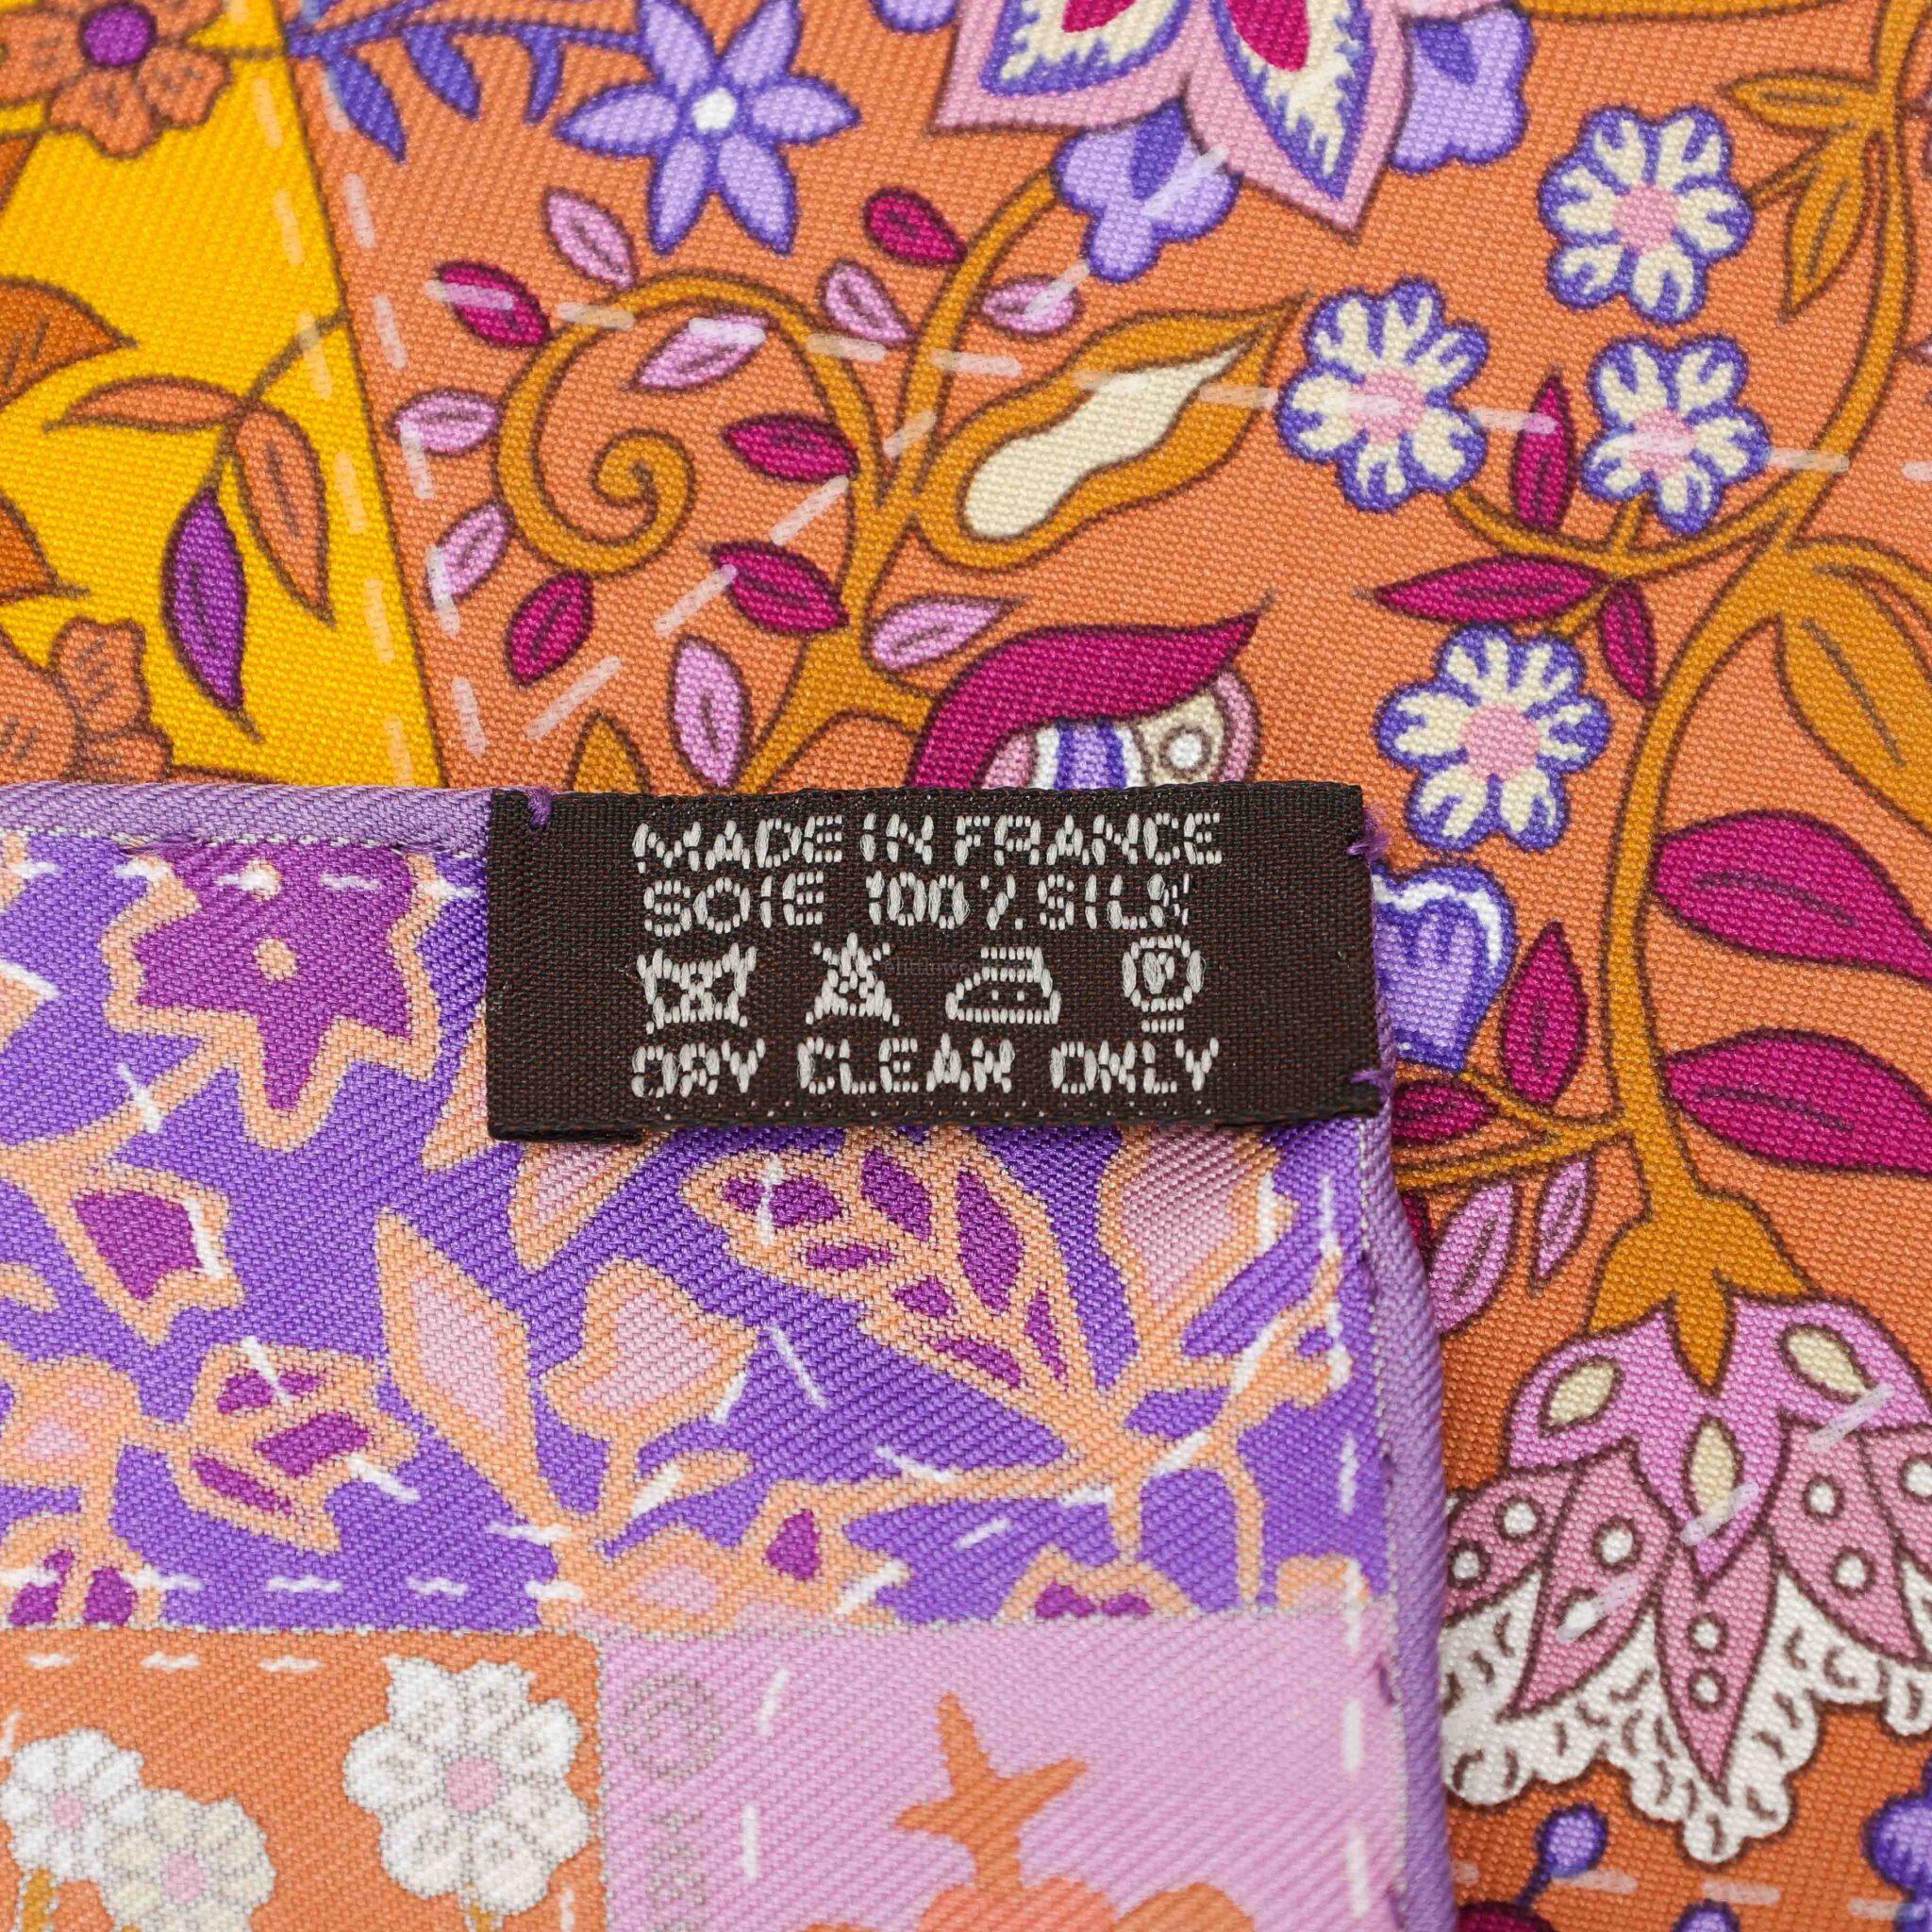 MADE IN FRANCE
SOIE 100% SILK
DRY CLEAN ONLY